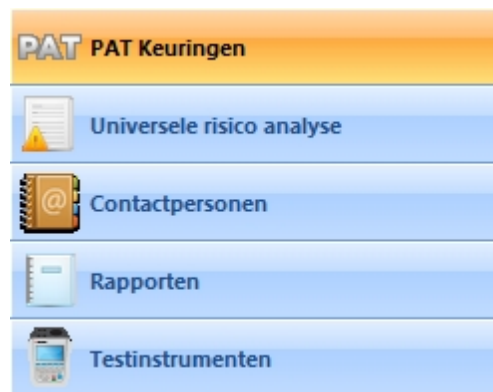 PAT PAT Keuringen
Universele risico analyse
@
Contactpersonen
Rapporten
Testinstrumenten